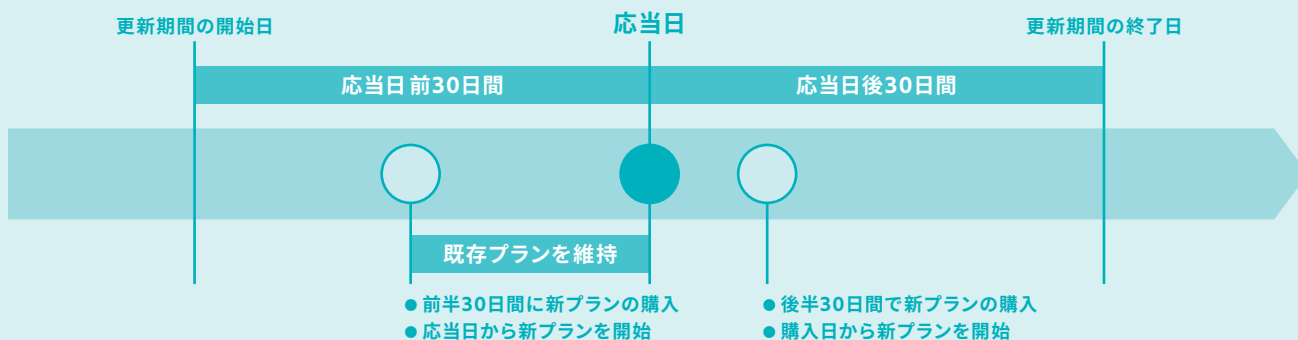 更新期間の開始日
応当日
更新期間の終了日
応当日前30日間
応当日後30日間
既存プランを維持
● 前半30日間に新プランの購入
● 応当日から新プランを開始
● 後半30日間で新プランの購入
● 購入日から新プランを開始